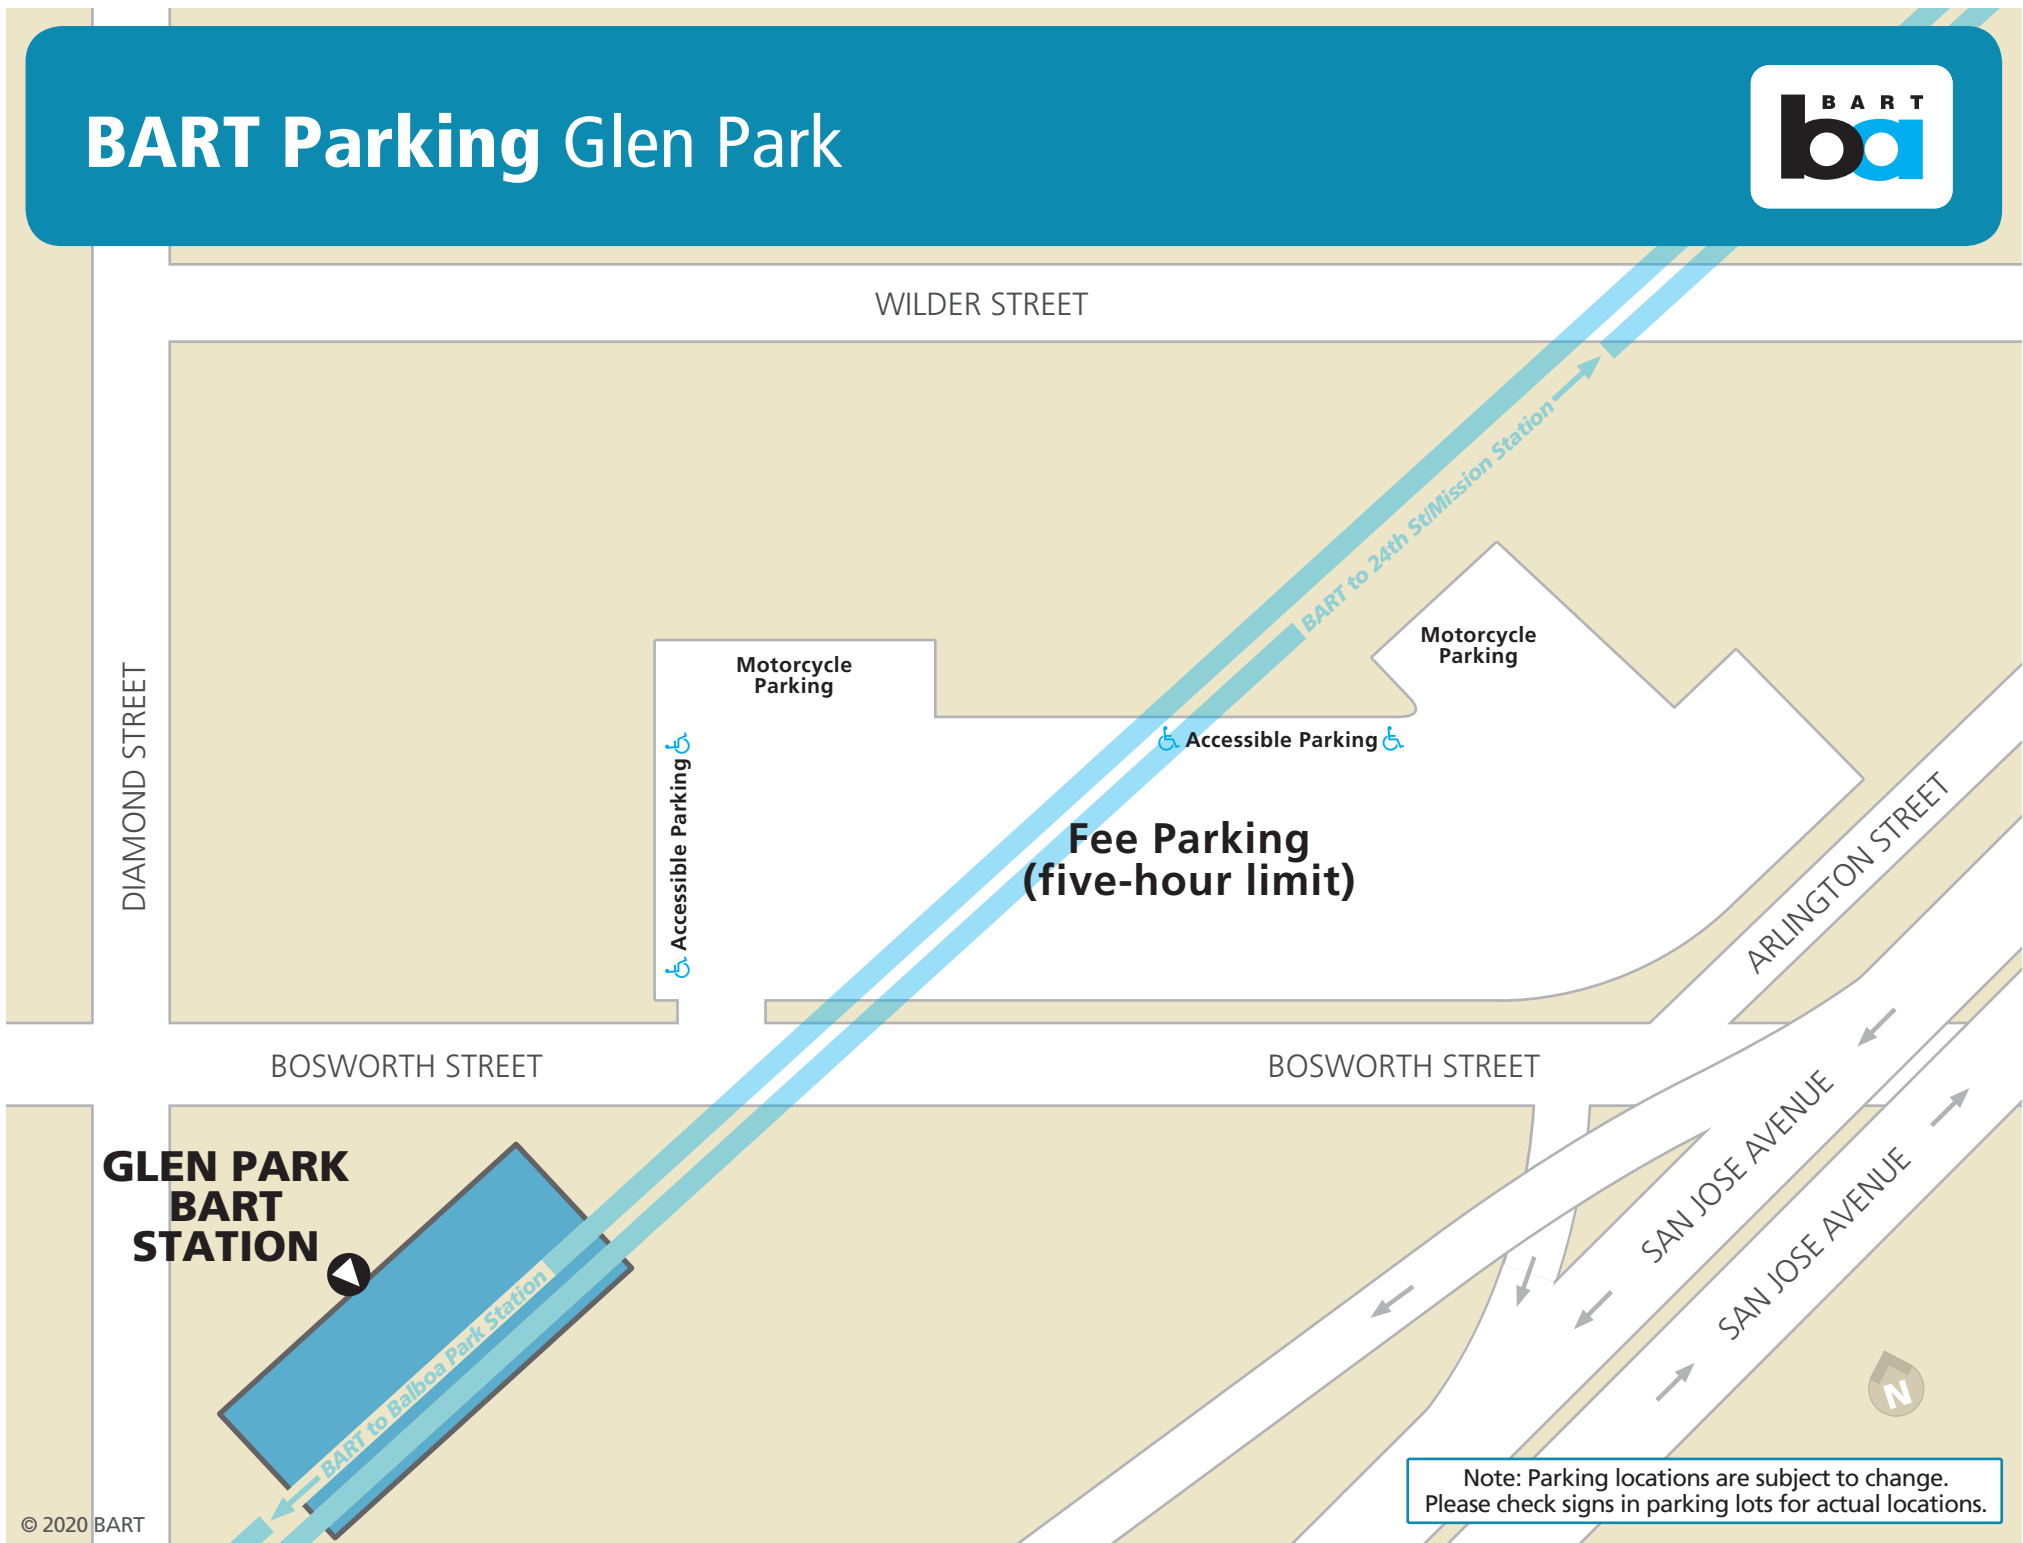 BART Parking Glen Park
BART
ba
WILDER STREET
BART to 24th St/Mission Station
Motorcycle
Parking
Motorcycle
Parking
DIAMOND STREET
Accessible Parking
Accessible Parking
Fee Parking
(five-hour limit)
ARLINGTON STREET
BOSWORTH STREET
BOSWORTH STREET
SAN JOSE AVENUE
SAN JOSE AVENUE
GLEN PARK
BART
STATION
BART to Balboa Park Station
N
Note: Parking locations are subject to change.
Please check signs in parking lots for actual locations.
© 2020 BART